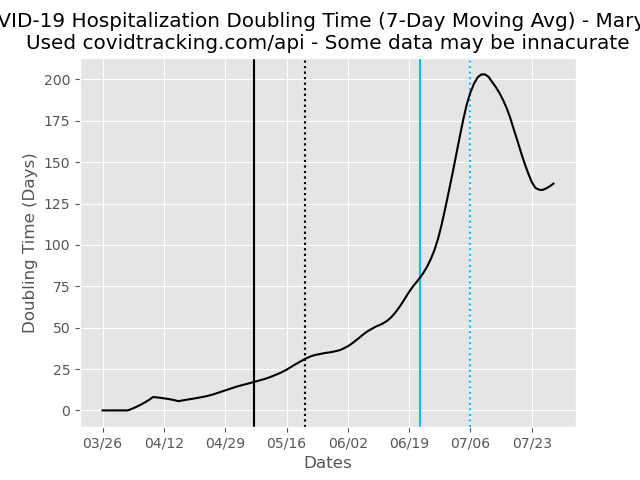 VID-19 Hospitalization Doubling Time (7-Day Moving Avg) - Mary
Used covidtracking.com/api - Some data may be innacurate
200
175
150
125
100
75
50
25
0
Doubling Time (Days)
03/26 04/12 04/29 05/16 06/02 06/19 07/06 07/23
Dates